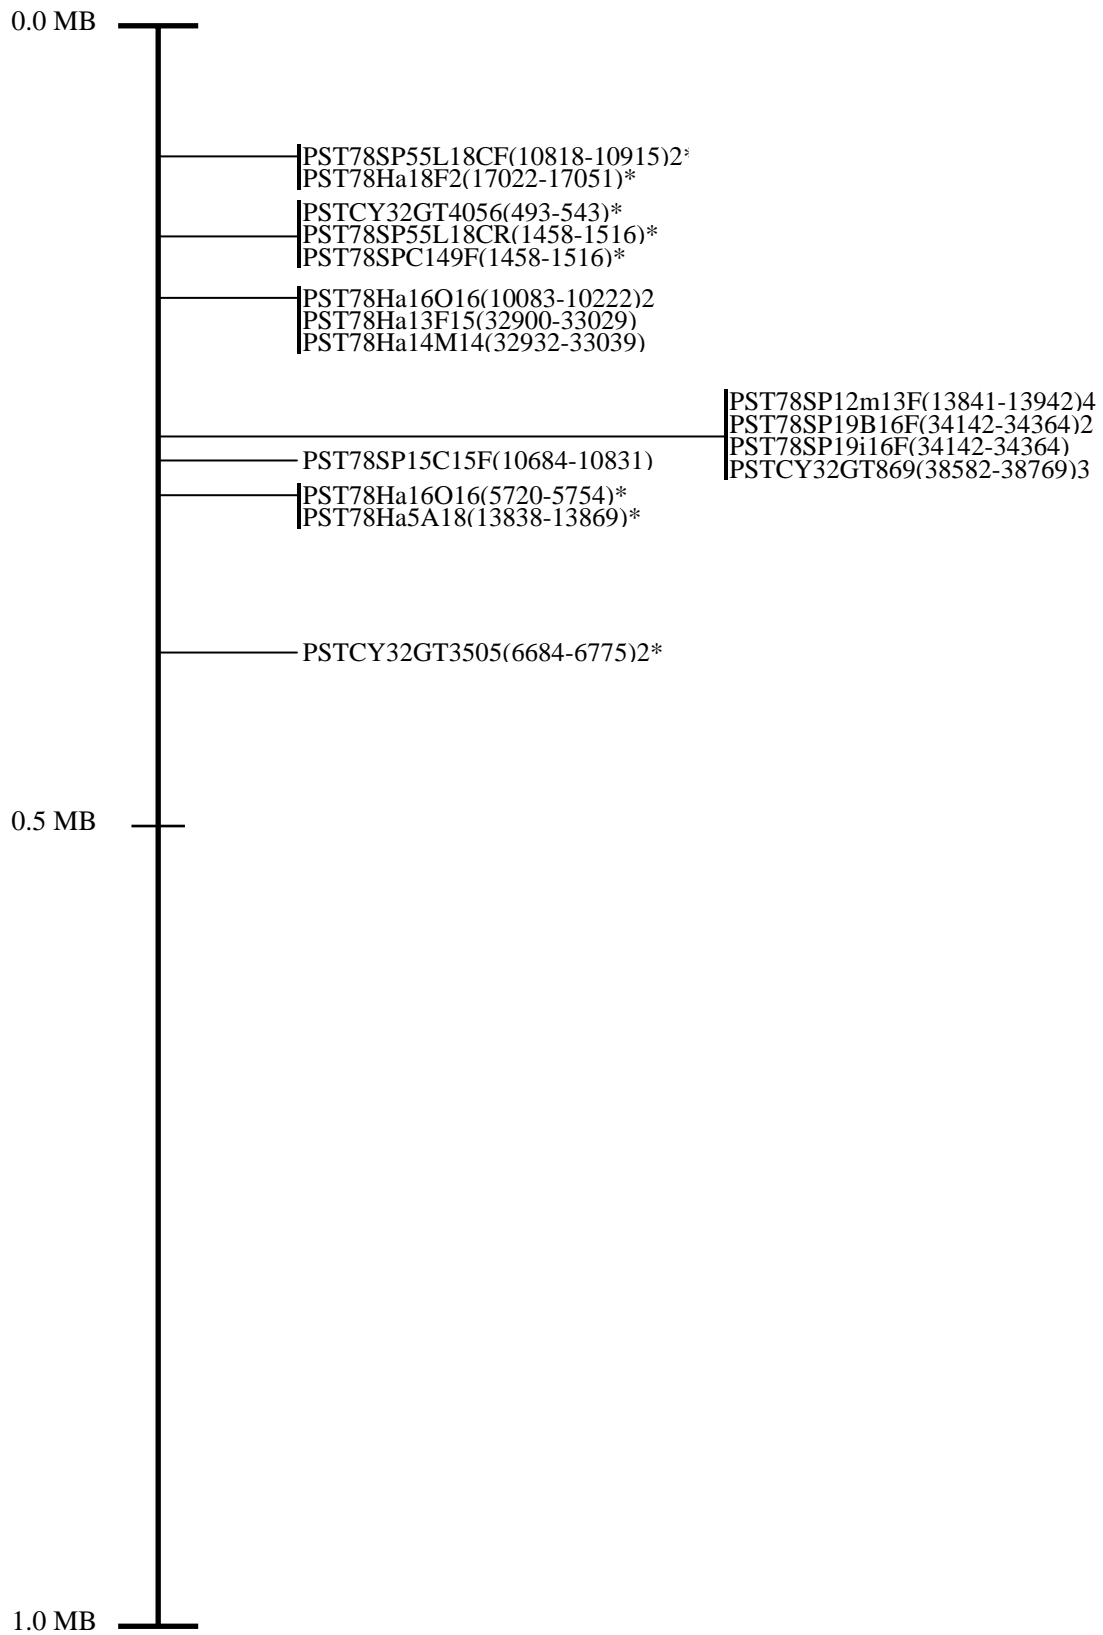 0.0 MB
PST78SP55L18CF(10818-10915)2*
PST78Ha18F2(17022-17051)*
PSTCY32GT4056(493-543)*
PST78SP55L18CR(1458-1516)*
PST78SPC149F(1458-1516)*
PST78Ha16O16(10083-10222)2
PST78Ha13F15(32900-33029)
PST78Ha14M14(32932-33039)
PST78SP12m13F(13841-13942)4
PST78SP19B16F(34142-34364)2
PST78SP19i16F(34142-34364)
PSTCY32GT869(38582-38769)3
PST78SP15C15F(10684-10831)
PST78Ha16O16(5720-5754)*
PST78Ha5A18(13838-13869)*
PSTCY32GT3505(6684-6775)2*
0.5 MB
1.0 MB